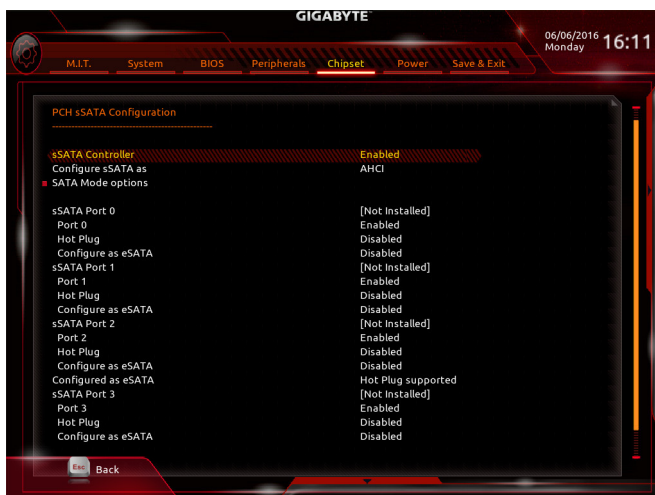 GIGABYTE
06/06/2016
Monday
16:11
M.I.T. System BIOS Peripherals Chipset Power Save & Exit
PCH sSATA Configuration
--------------------------------------------------
sSATA Controller Enabled
Configure sSATA as AHCI
SATA Mode options
sSATA Port 0 [Not Installed]
Port 0 Enabled
Hot Plug Disabled
Configure as eSATA Disabled
sSATA Port 1 [Not Installed]
Port 1 Enabled
Hot Plug Disabled
Configure as eSATA Disabled
sSATA Port 2 [Not Installed]
Port 2 Enabled
Hot Plug Disabled
Configure as eSATA Disabled
Configured as eSATA Hot Plug supported
sSATA Port 3 [Not Installed]
Port 3 Enabled
Hot Plug Disabled
Configure as eSATA Disabled
Esc Back